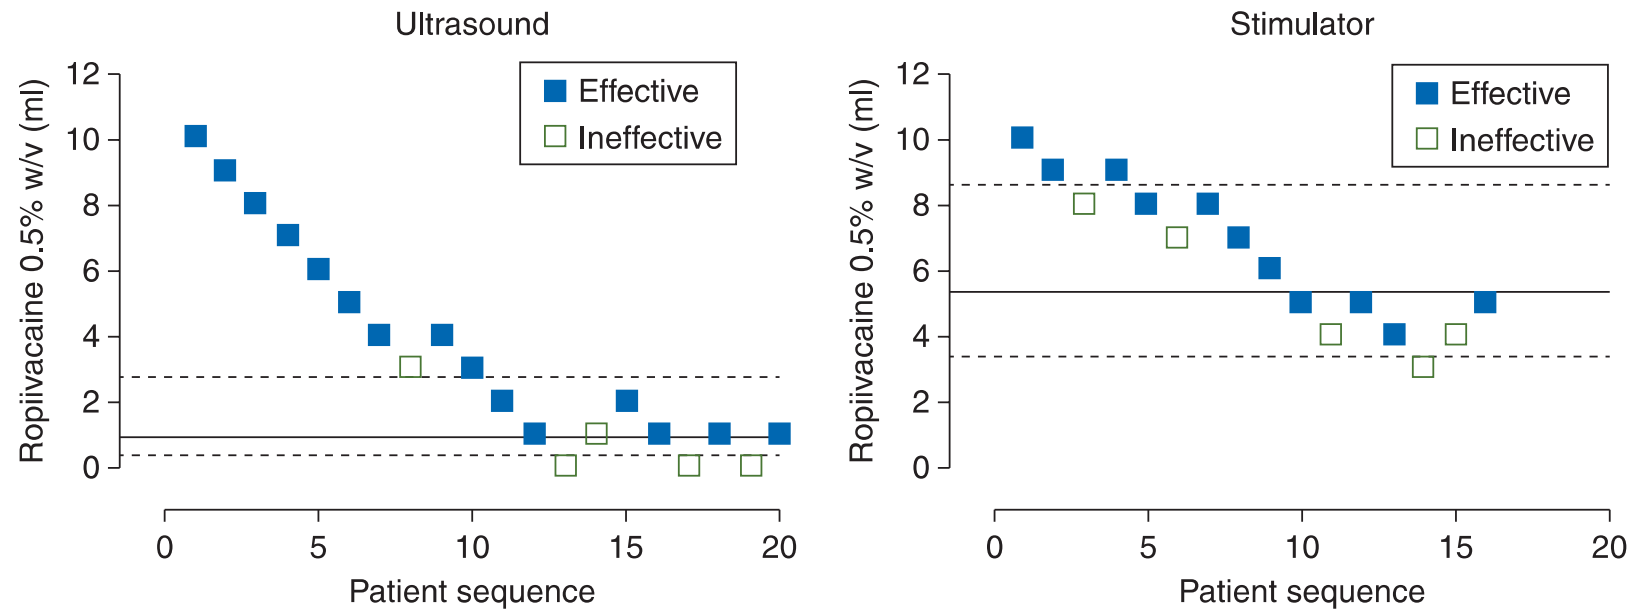 Ultrasound
Ropiivacaine 0.5% w/v (ml)
12
10
8
6
4
2
0
Effective
Ineffective
0 5 10 15 20
Patient sequence
Stimulator
Ropiivacaine 0.5% w/v (ml)
12
10
8
6
4
2
0
Effective
Ineffective
0 5 10 15 20
Patient sequence